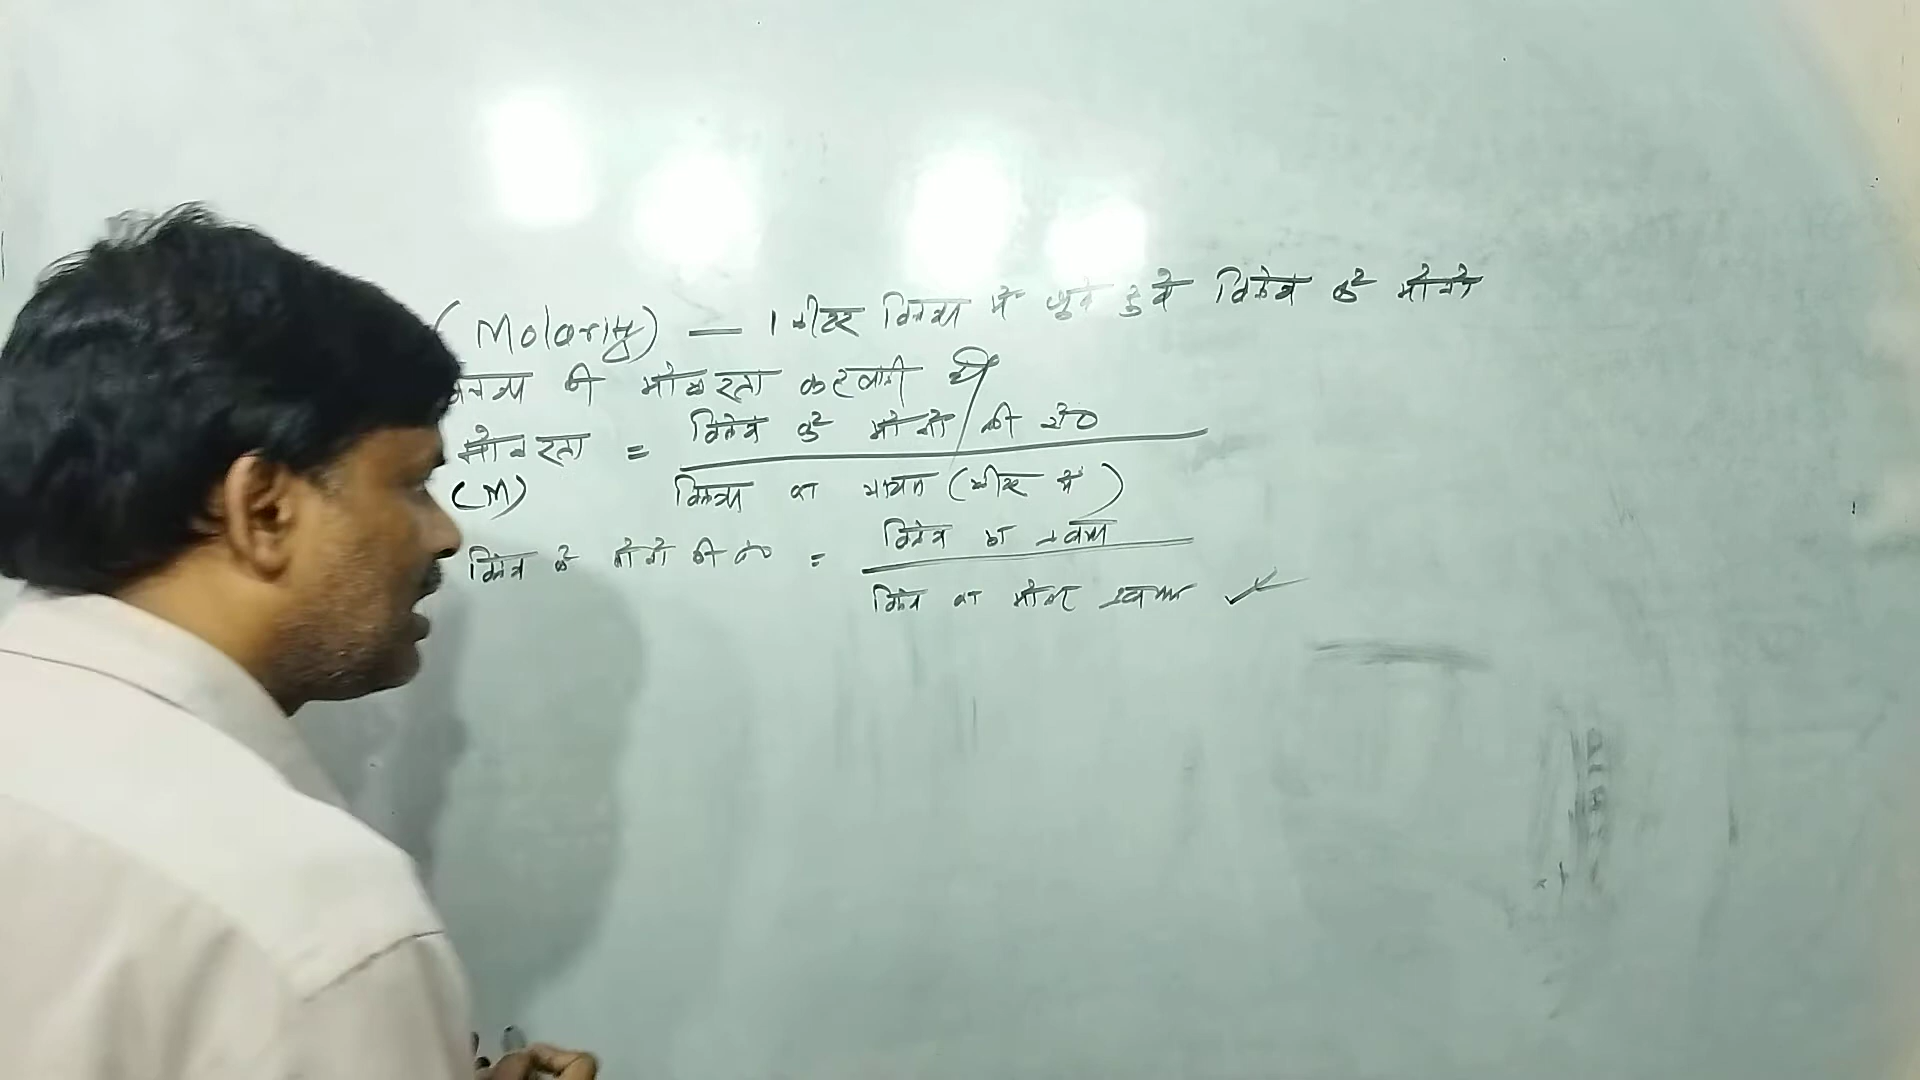 (Molarity) — 1 लीटर विलयन में घुले हुये विलेय के मोलों
की मोलरता कहलाती है।
मोलरता = विलेय के मोलों की सं०
(M) विलयन का आयतन (लीटर में)
विलेय के मोलों की सं० = विलेय का द्रव्यमान
विलेय का मोलर द्रव्यमान